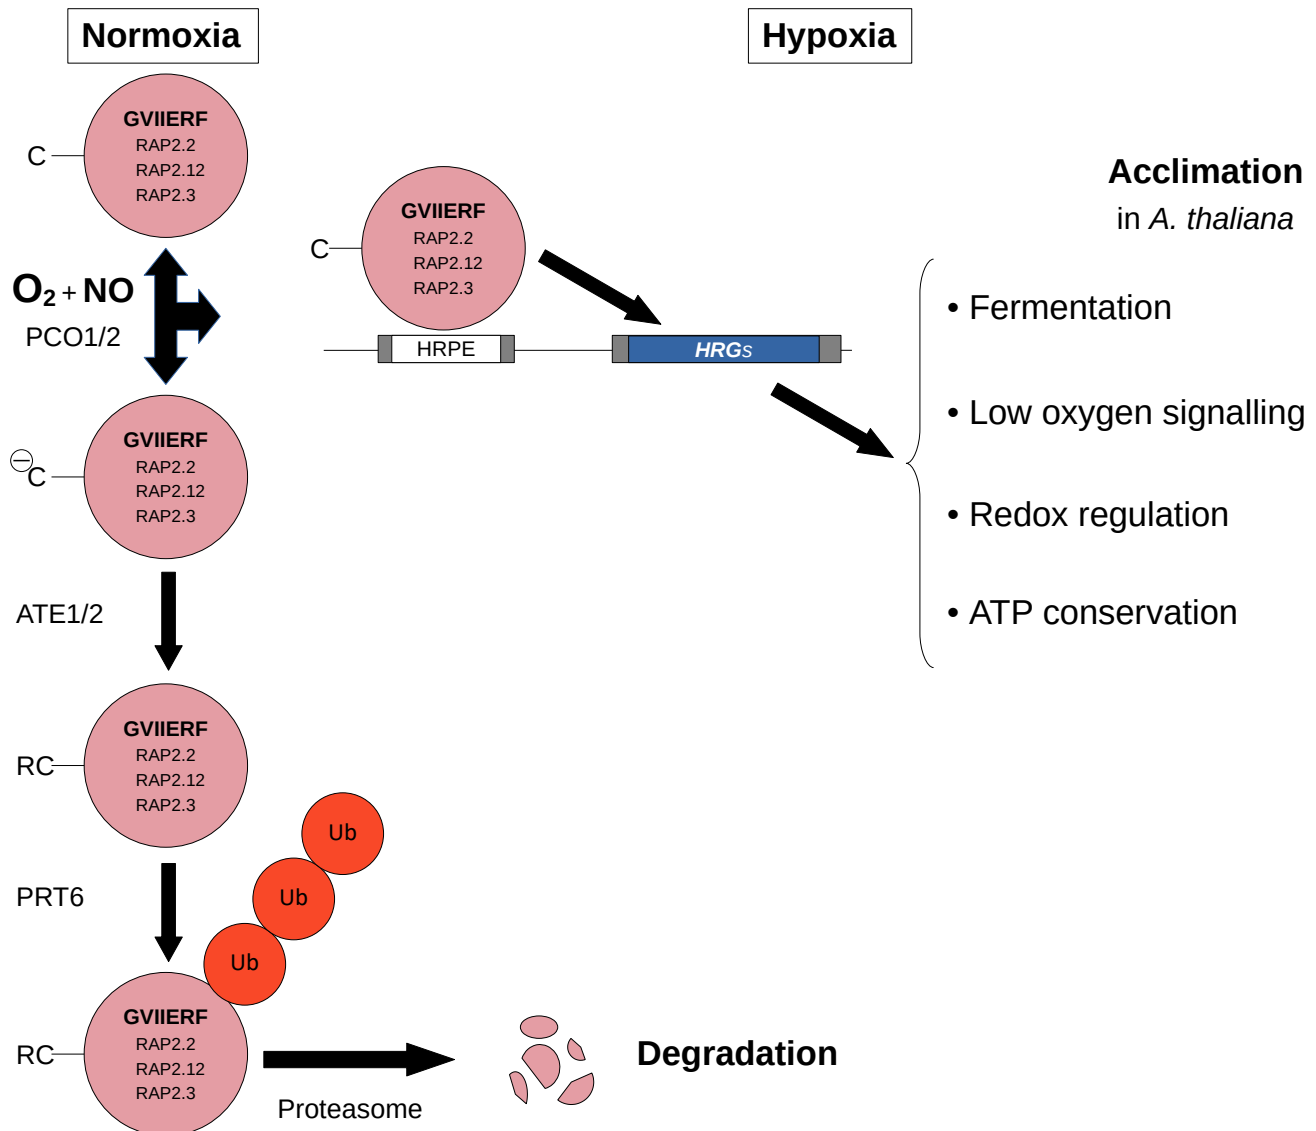 Normoxia
GVIIERF
RAP2.2
RAP2.12
RAP2.3
C
O₂ + NO
PCO1/2
GVIIERF
RAP2.2
RAP2.12
RAP2.3
⊖
C
ATE1/2
GVIIERF
RAP2.2
RAP2.12
RAP2.3
RC
PRT6
Ub
Ub
Ub
GVIIERF
RAP2.2
RAP2.12
RAP2.3
RC
Proteasome
Degradation
Hypoxia
GVIIERF
RAP2.2
RAP2.12
RAP2.3
C
HRPE
HRGs
Acclimation
in A. thaliana
• Fermentation
• Low oxygen signalling
• Redox regulation
• ATP conservation